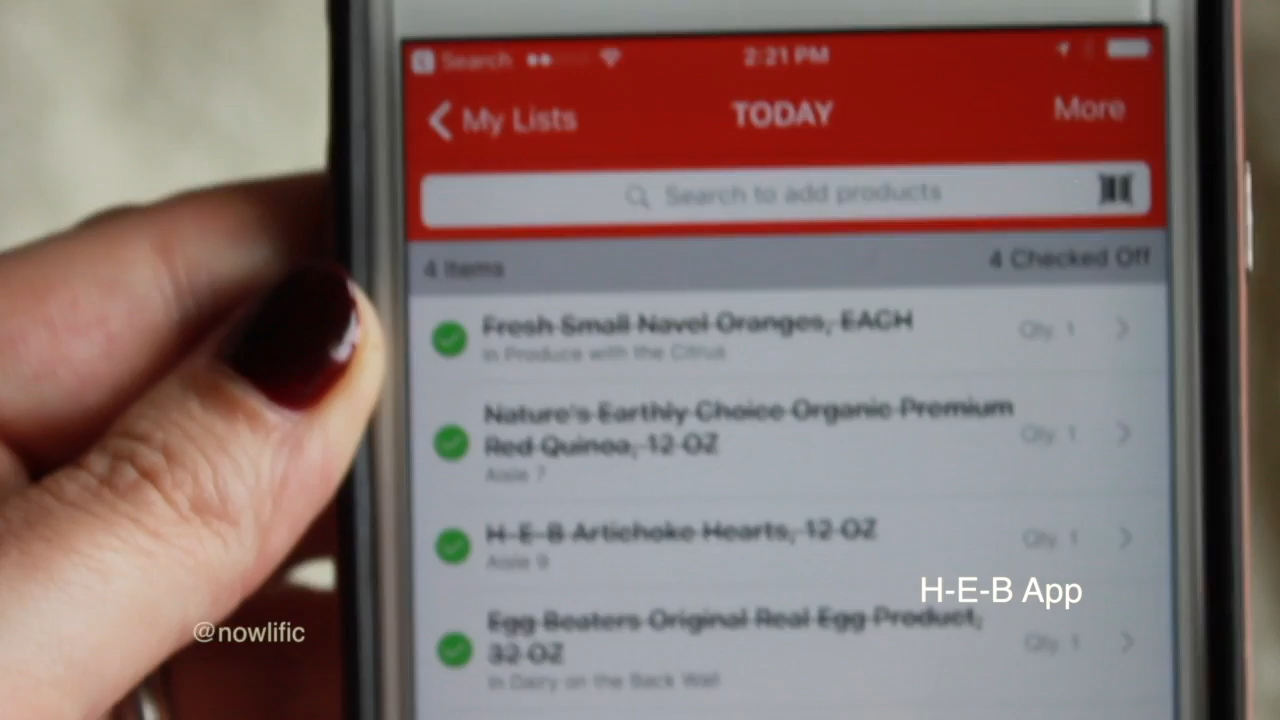 Search 2:21 PM
My Lists TODAY More
Search to add products
4 Items 4 Checked Off
Fresh Small Navel Oranges, EACH
In Produce with the Citrus
Qty. 1
Nature's Earthly Choice Organic Premium
Red Quinoa, 12 OZ
Aisle 7
Qty. 1
H-E-B Artichoke Hearts, 12 OZ
Aisle 9
Qty. 1
Egg Beaters Original Real Egg Product,
32 OZ
In Dairy on the Back Wall
Qty. 1
H-E-B App
@nowlific